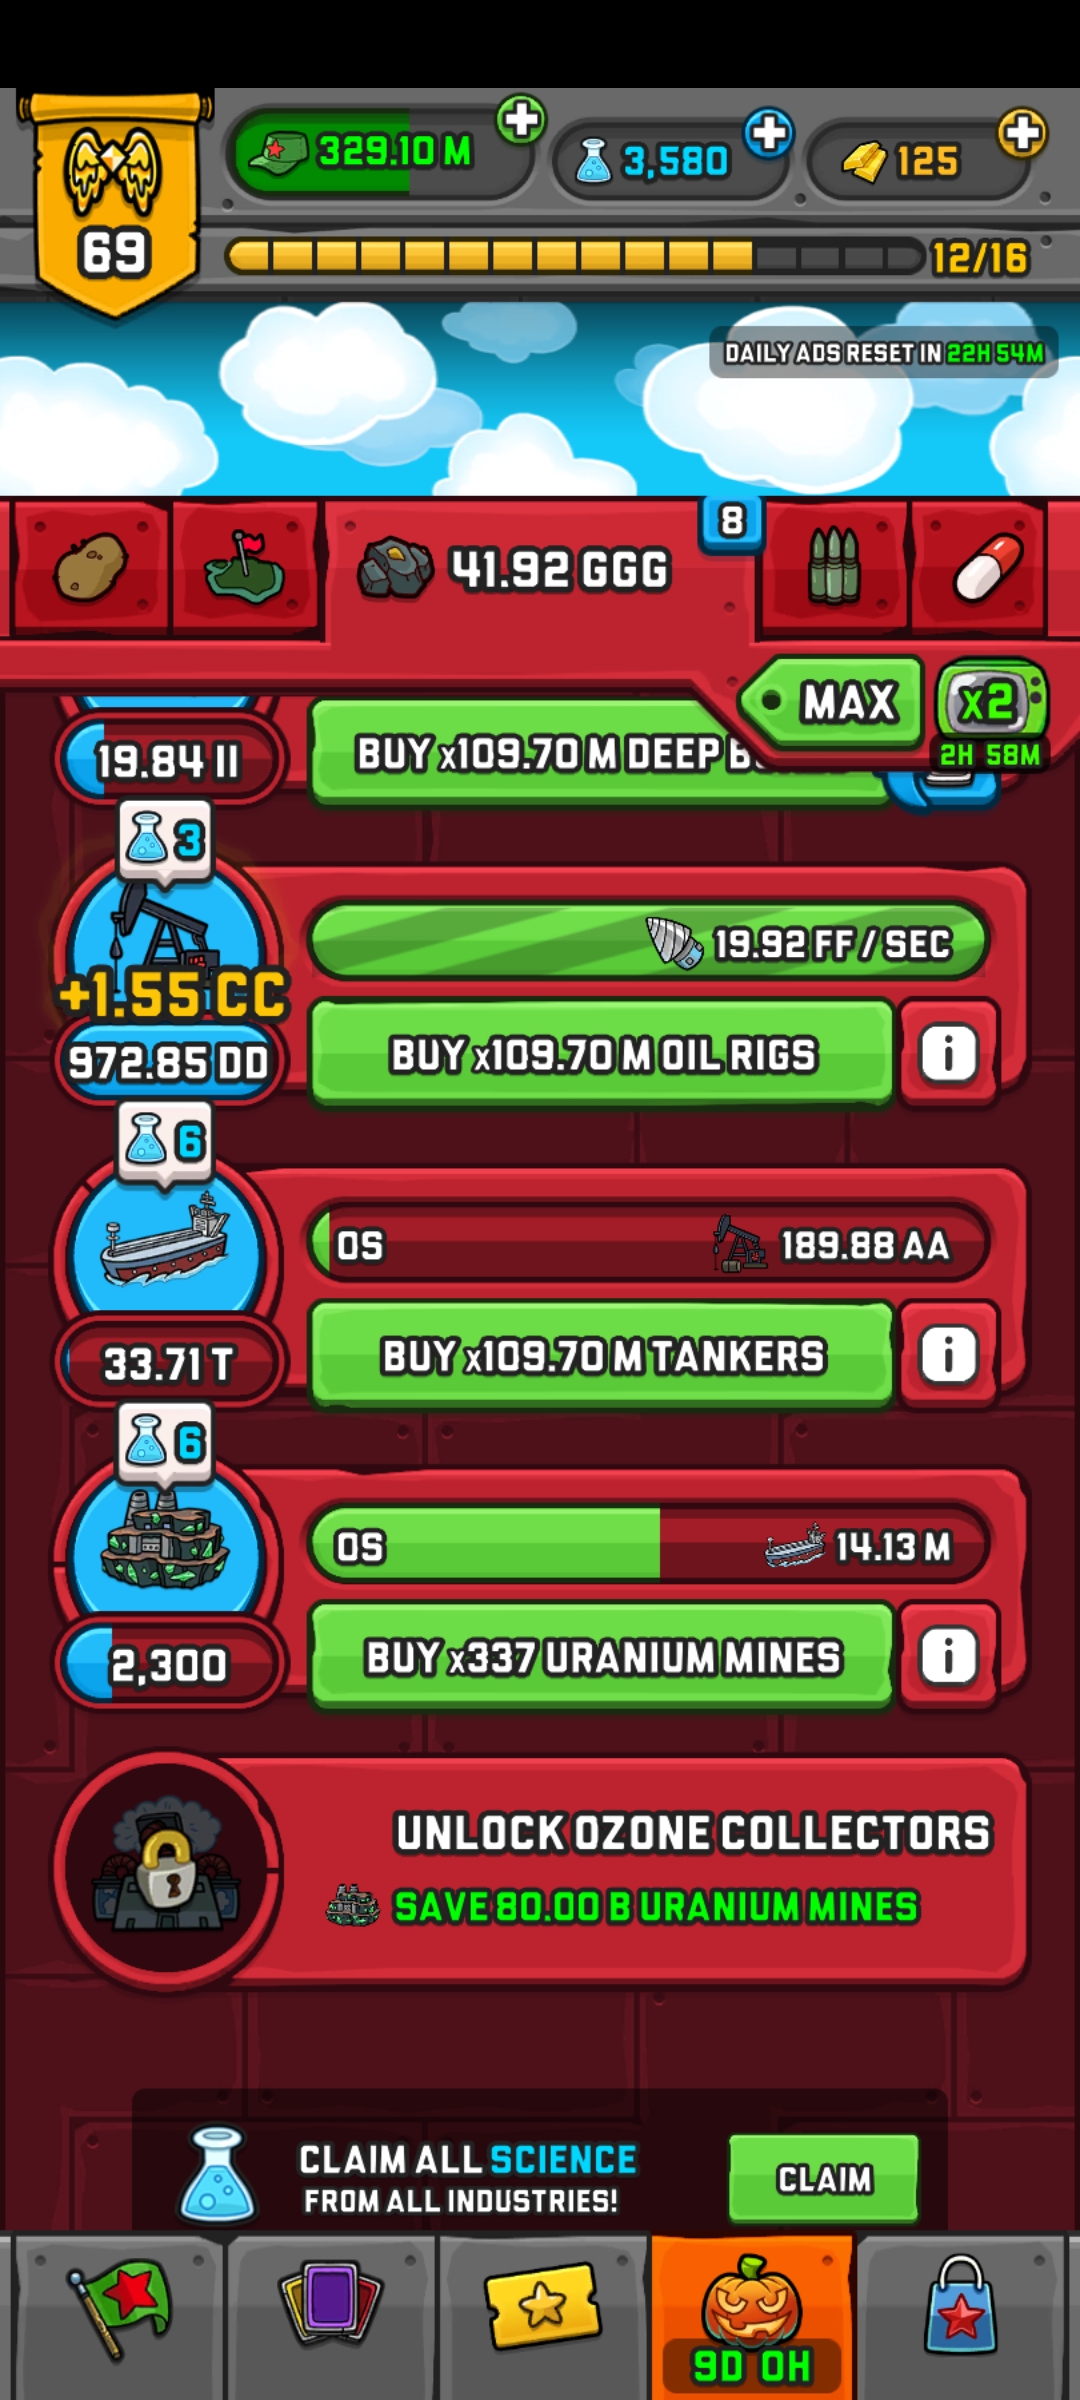 329.10 M
3,580
125
69
12/16
DAILY ADS RESET IN 22H 54M
41.92 GGG
8
MAX
x2
2H 58M
19.84 II
BUY x109.70 M DEEP
3
19.92 FF / SEC
+1.55 CC
972.85 DD
BUY x109.70 M OIL RIGS
i
6
0S
189.88 AA
33.71 T
BUY x109.70 M TANKERS
i
6
0S
14.13 M
2,300
BUY x337 URANIUM MINES
i
UNLOCK OZONE COLLECTORS
SAVE 80.00 B URANIUM MINES
CLAIM ALL SCIENCE
FROM ALL INDUSTRIES!
CLAIM
9D 0H